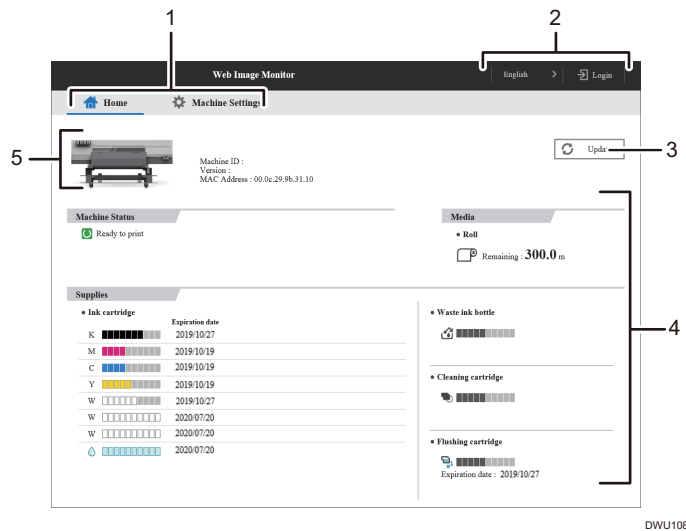 1
2
Web Image Monitor
English > Login
Home Machine Settings
5
Upda
3
Machine ID :
Version :
MAC Address : 00.0c.29.9b.31.10
Machine Status
Media
Ready to print
• Roll
Remaining : 300.0 m
Supplies
• Ink cartridge
Expiration date
K 2019/10/27
M 2019/10/19
C 2019/10/19
Y 2019/10/19
W 2019/10/27
W 2020/07/20
W 2020/07/20
2020/07/20
• Waste ink bottle
4
• Cleaning cartridge
• Flushing cartridge
Expiration date : 2019/10/27
DWU108